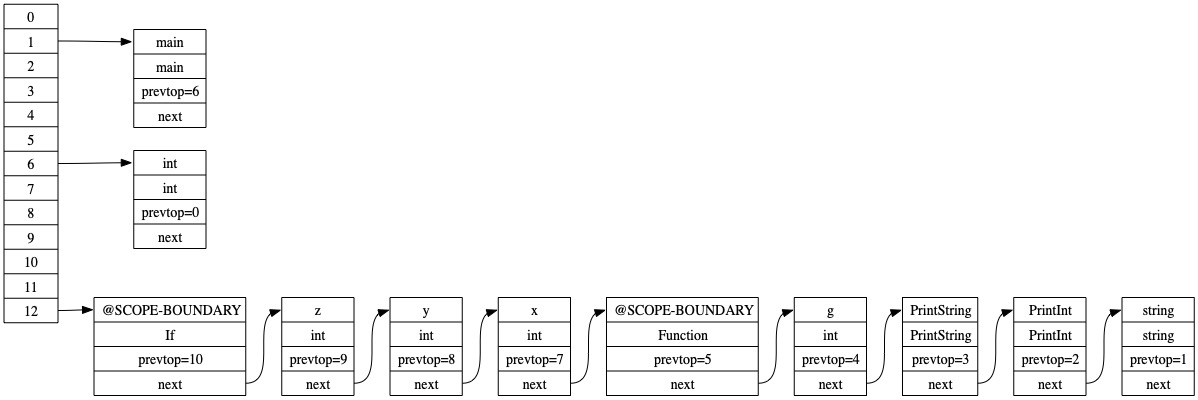 0
1
2
3
4
5
6
7
8
9
10
11
12
main
main
prevtop=6
next
int
int
prevtop=0
next
@SCOPE-BOUNDARY
If
prevtop=10
next
z
int
prevtop=9
next
y
int
prevtop=8
next
x
int
prevtop=7
next
@SCOPE-BOUNDARY
Function
prevtop=5
next
g
int
prevtop=4
next
PrintString
PrintString
prevtop=3
next
PrintInt
PrintInt
prevtop=2
next
string
string
prevtop=1
next